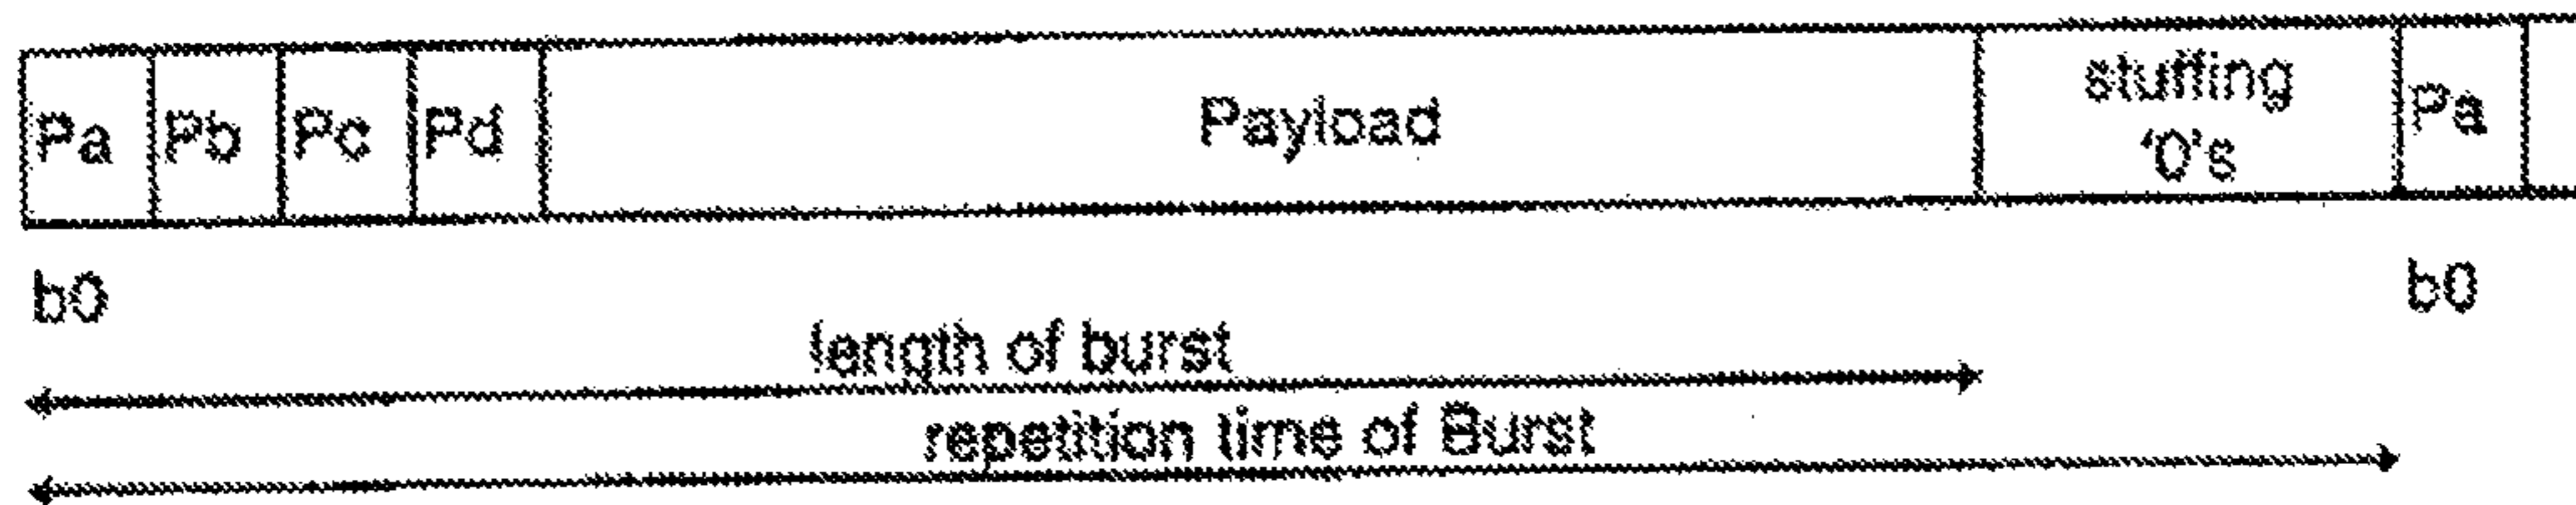 Pa Pb Pc Pd Payload stuffing Pa
'0's
b0 b0
length of burst
repetition time of Burst